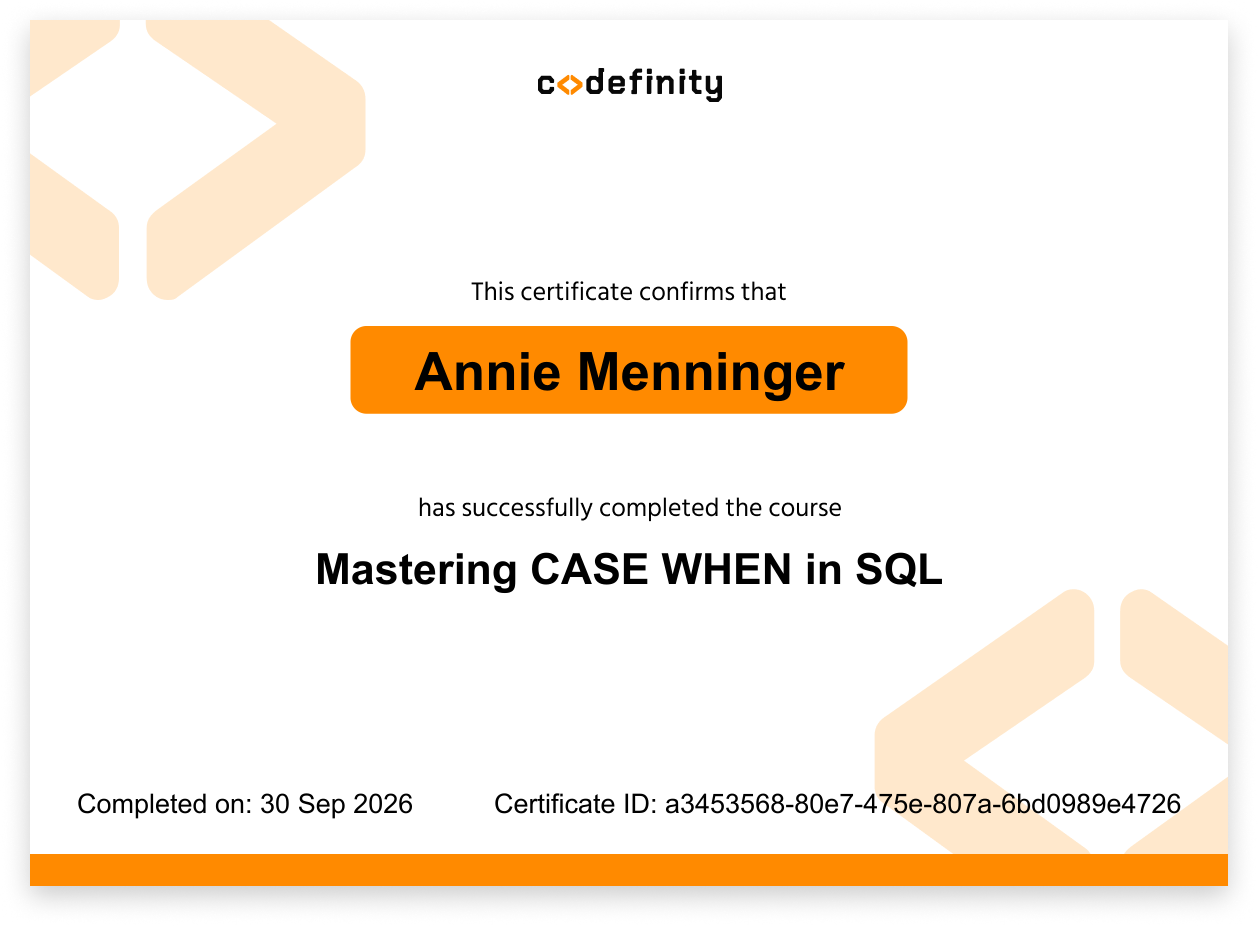 codefinity
This certificate confirms that
Annie Menninger
has successfully completed the course
Mastering CASE WHEN in SQL
Completed on: 30 Sep 2026
Certificate ID: a3453568-80e7-475e-807a-6bd0989e4726